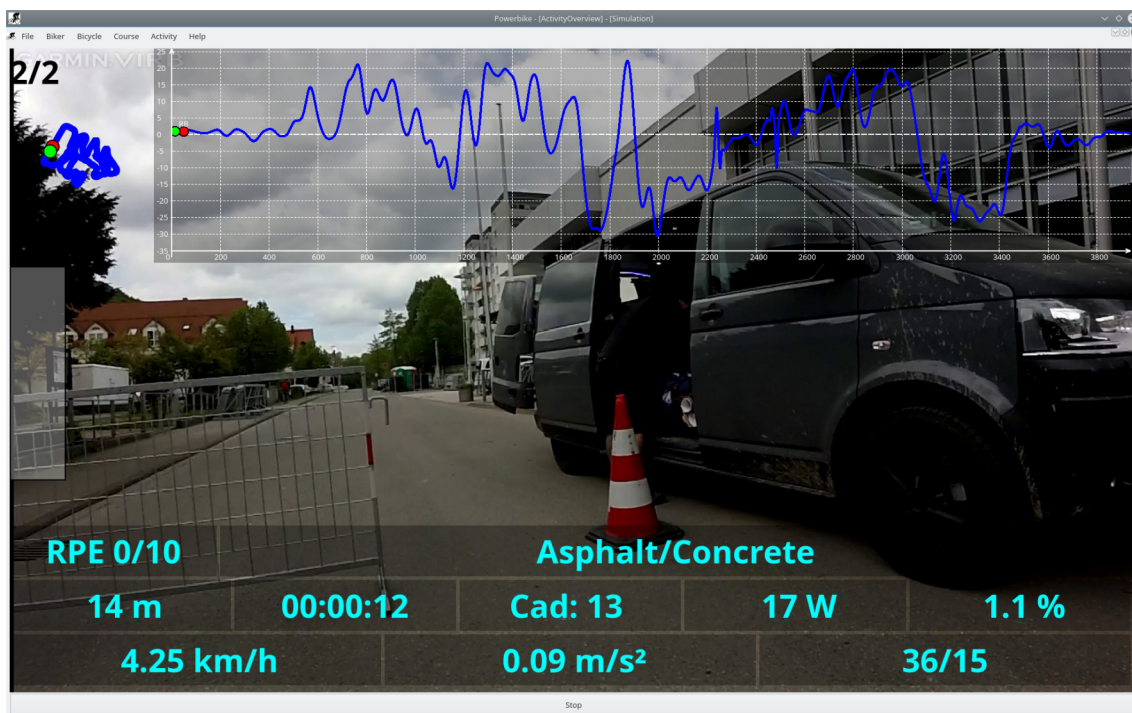 Powerbike - [ActivityOverview] - [Simulation]
File Biker Bicycle Course Activity Help
GARMIN VIRB
2/2
25
20
15
10
5
0
-5
-10
-15
-20
-25
-30
-35
BB
0 200 400 600 800 1000 1200 1400 1600 1800 2000 2200 2400 2600 2800 3000 3200 3400 3600 3800
RPE 0/10 Asphalt/Concrete
14 m 00:00:12 Cad: 13 17 W 1.1 %
4.25 km/h 0.09 m/s² 36/15
Stop